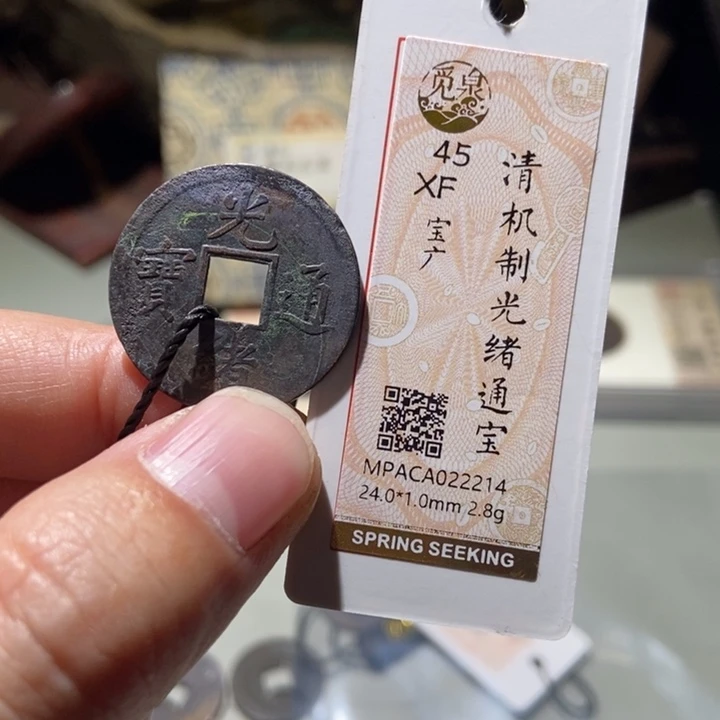 光
通
寶
觅泉
45
XF
宝广
清机制光绪通宝
MPACA022214
24.0*1.0mm 2.8g
SPRING SEEKING